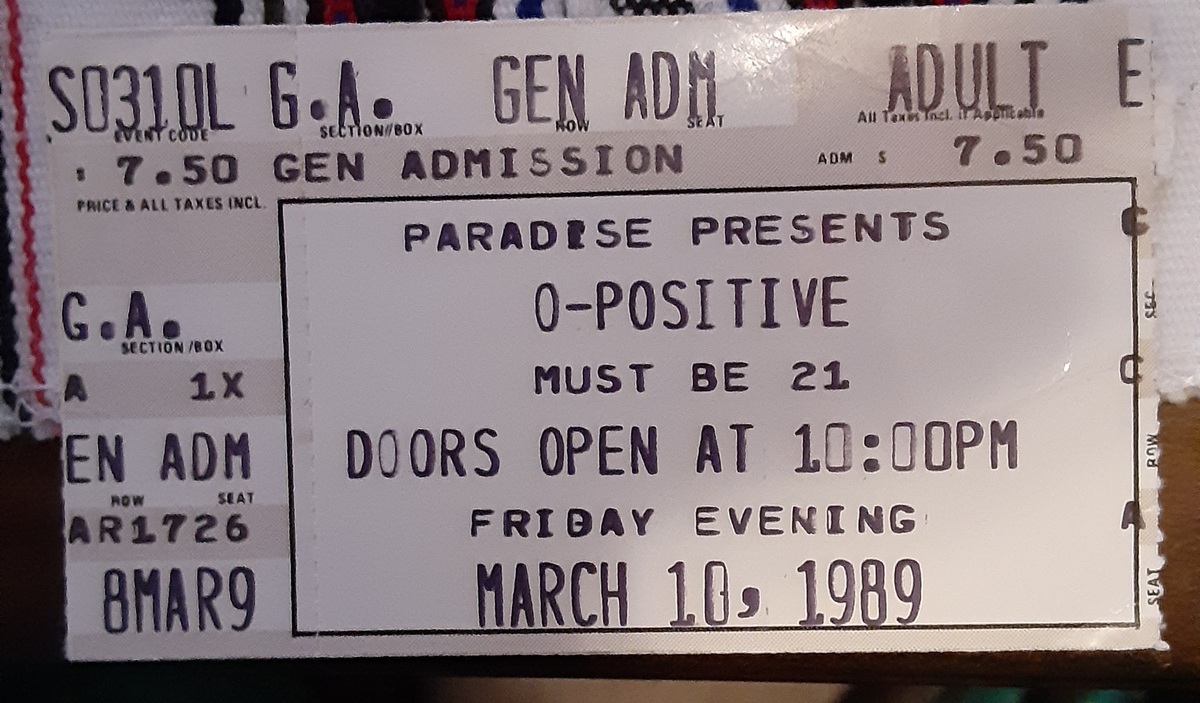 S0310L G.A. GEN ADM ADULT E
EVENT CODE SECTION/BOX ROW SEAT All Taxes Incl. If Applicable
$ 7.50 GEN ADMISSION ADM $ 7.50
PRICE & ALL TAXES INCL.
PARADISE PRESENTS
O-POSITIVE
MUST BE 21
DOORS OPEN AT 10:00PM
FRIDAY EVENING
MARCH 10, 1989
G.A.
SECTION/BOX
A 1X
EN ADM
ROW SEAT
AR1726
8MAR9
C
SEC
C
ROW
A
SEAT